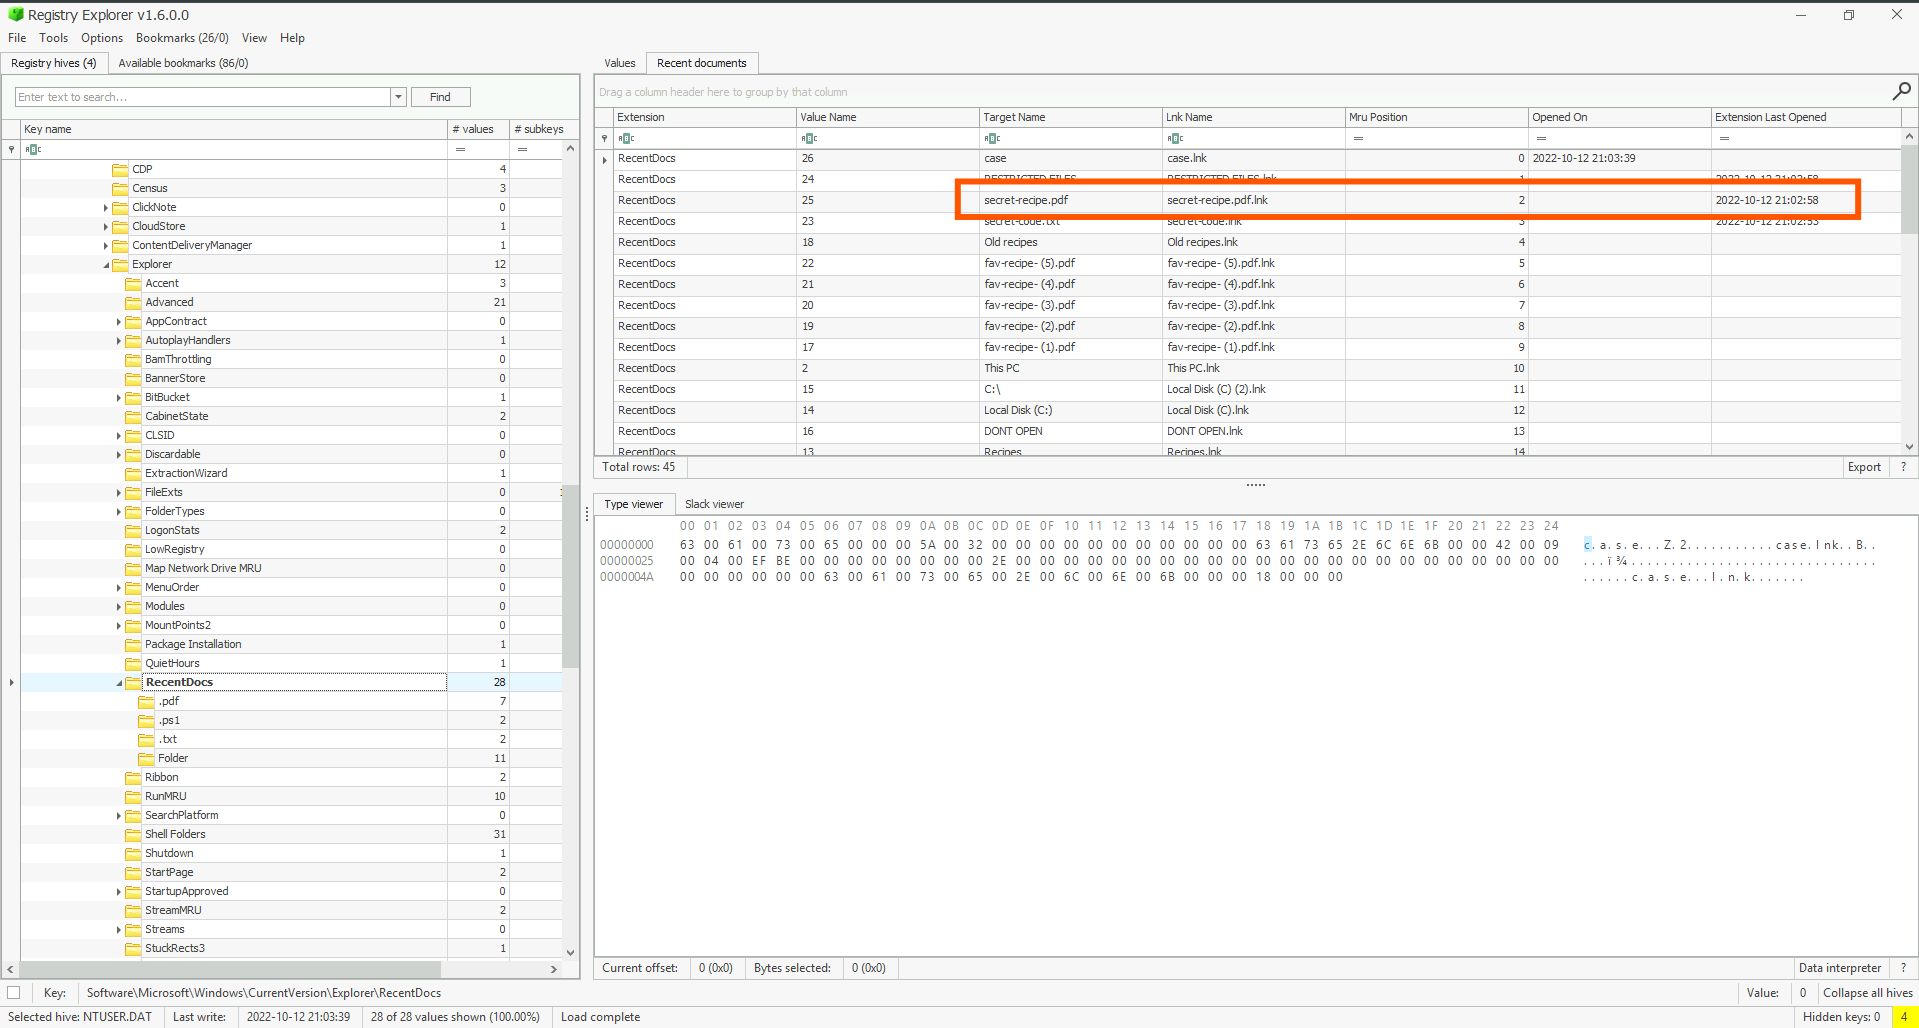 Registry Explorer v1.6.0.0
File Tools Options Bookmarks (26/0) View Help
Registry hives (4) Available bookmarks (86/0)
Enter text to search... Find
Key name # values # subkeys
CDP 4
Census 3
ClickNote 0
CloudStore 1
ContentDeliveryManager 1
Explorer 12
Accent 3
Advanced 21
AppContract 0
AutoplayHandlers 1
BamThrottling 0
BannerStore 0
BitBucket 1
CabinetState 2
CLSID 0
Discardable 0
ExtractionWizard 1
FileExts 0
FolderTypes 0
LogonStats 2
LowRegistry 0
Map Network Drive MRU 0
MenuOrder 0
Modules 0
MountPoints2 0
Package Installation 1
QuietHours 1
RecentDocs 28
.pdf 7
.ps1 2
.txt 2
Folder 11
Ribbon 2
RunMRU 10
SearchPlatform 0
Shell Folders 31
Shutdown 1
StartPage 2
StartupApproved 0
StreamMRU 2
Streams 0
StuckRects3 1
Values Recent documents
Drag a column header here to group by that column
Extension Value Name Target Name Lnk Name Mru Position Opened On Extension Last Opened
RecentDocs 26 case case.lnk 0 2022-10-12 21:03:39
RecentDocs 24 RESTRICTED FILES RESTRICTED FILES.lnk 1 2022-10-12 21:02:58
RecentDocs 25 secret-recipe.pdf secret-recipe.pdf.lnk 2 2022-10-12 21:02:58
RecentDocs 23 secret-code.txt secret-code.lnk 3 2022-10-12 21:02:53
RecentDocs 18 Old recipes Old recipes.lnk 4
RecentDocs 22 fav-recipe- (5).pdf fav-recipe- (5).pdf.lnk 5
RecentDocs 21 fav-recipe- (4).pdf fav-recipe- (4).pdf.lnk 6
RecentDocs 20 fav-recipe- (3).pdf fav-recipe- (3).pdf.lnk 7
RecentDocs 19 fav-recipe- (2).pdf fav-recipe- (2).pdf.lnk 8
RecentDocs 17 fav-recipe- (1).pdf fav-recipe- (1).pdf.lnk 9
RecentDocs 2 This PC This PC.lnk 10
RecentDocs 15 C:\ Local Disk (C) (2).lnk 11
RecentDocs 14 Local Disk (C:) Local Disk (C).lnk 12
RecentDocs 16 DONT OPEN DONT OPEN.lnk 13
RecentDocs 13 Recipes Recipes.lnk 14
Total rows: 45 Export ?
Type viewer Slack viewer
00 01 02 03 04 05 06 07 08 09 0A 0B 0C 0D 0E 0F 10 11 12 13 14 15 16 17 18 19 1A 1B 1C 1D 1E 1F 20 21 22 23 24
00000000 63 00 61 00 73 00 65 00 00 00 5A 00 32 00 00 00 00 00 00 00 00 00 00 00 63 61 73 65 2E 6C 6E 6B 00 00 42 00 09 c.a.s.e...Z.2...........case.lnk..B..
00000025 00 04 00 EF BE 00 00 00 00 00 00 00 00 2E 00 00 00 00 00 00 00 00 00 00 00 00 00 00 00 00 00 00 00 00 00 00 00 ...ï¾................................
0000004A 00 00 00 00 00 00 63 00 61 00 73 00 65 00 2E 00 6C 00 6E 00 6B 00 00 00 18 00 00 00 ......c.a.s.e...l.n.k.......
Current offset: 0 (0x0) Bytes selected: 0 (0x0) Data interpreter ?
Key: Software\Microsoft\Windows\CurrentVersion\Explorer\RecentDocs Value: 0 Collapse all hives
Selected hive: NTUSER.DAT Last write: 2022-10-12 21:03:39 28 of 28 values shown (100.00%) Load complete Hidden keys: 0 4